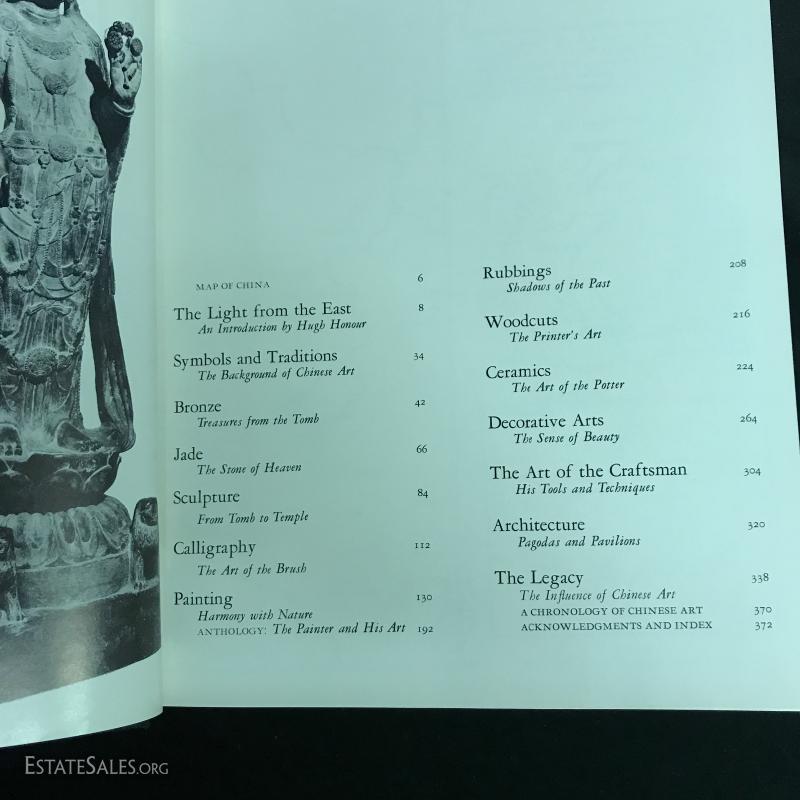 MAP OF CHINA 6
The Light from the East 8
An Introduction by Hugh Honour
Symbols and Traditions 34
The Background of Chinese Art
Bronze 42
Treasures from the Tomb
Jade 66
The Stone of Heaven
Sculpture 84
From Tomb to Temple
Calligraphy 112
The Art of the Brush
Painting 130
Harmony with Nature
ANTHOLOGY: The Painter and His Art 192
Rubbings 208
Shadows of the Past
Woodcuts 216
The Printer's Art
Ceramics 224
The Art of the Potter
Decorative Arts 264
The Sense of Beauty
The Art of the Craftsman 304
His Tools and Techniques
Architecture 320
Pagodas and Pavilions
The Legacy 338
The Influence of Chinese Art
A CHRONOLOGY OF CHINESE ART 370
ACKNOWLEDGMENTS AND INDEX 372
ESTATESALES.ORG